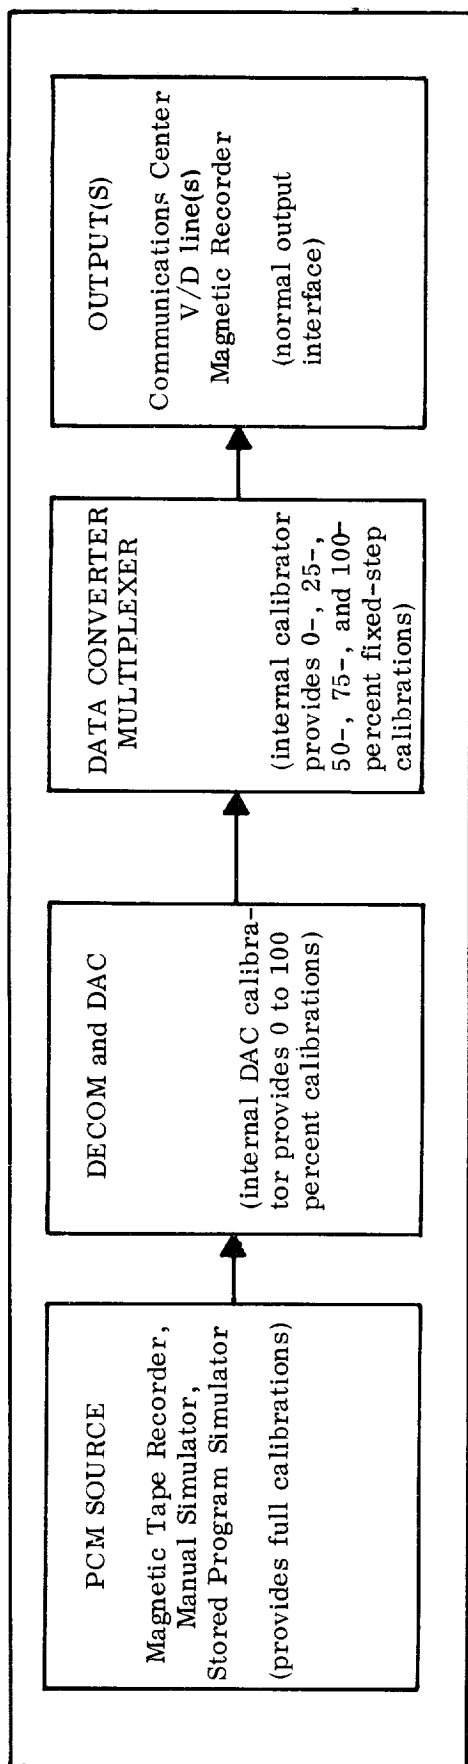 PCM SOURCE
Magnetic Tape Recorder,
Manual Simulator,
Stored Program Simulator
(provides full calibrations)
DECOM and DAC
(internal DAC calibra-
tor provides 0 to 100
percent calibrations)
DATA CONVERTER
MULTIPLEXER
(internal calibrator
provides 0-, 25-,
50-, 75-, and 100-
percent fixed-step
calibrations)
OUTPUT(S)
Communications Center
V/D line(s)
Magnetic Recorder
(normal output
interface)